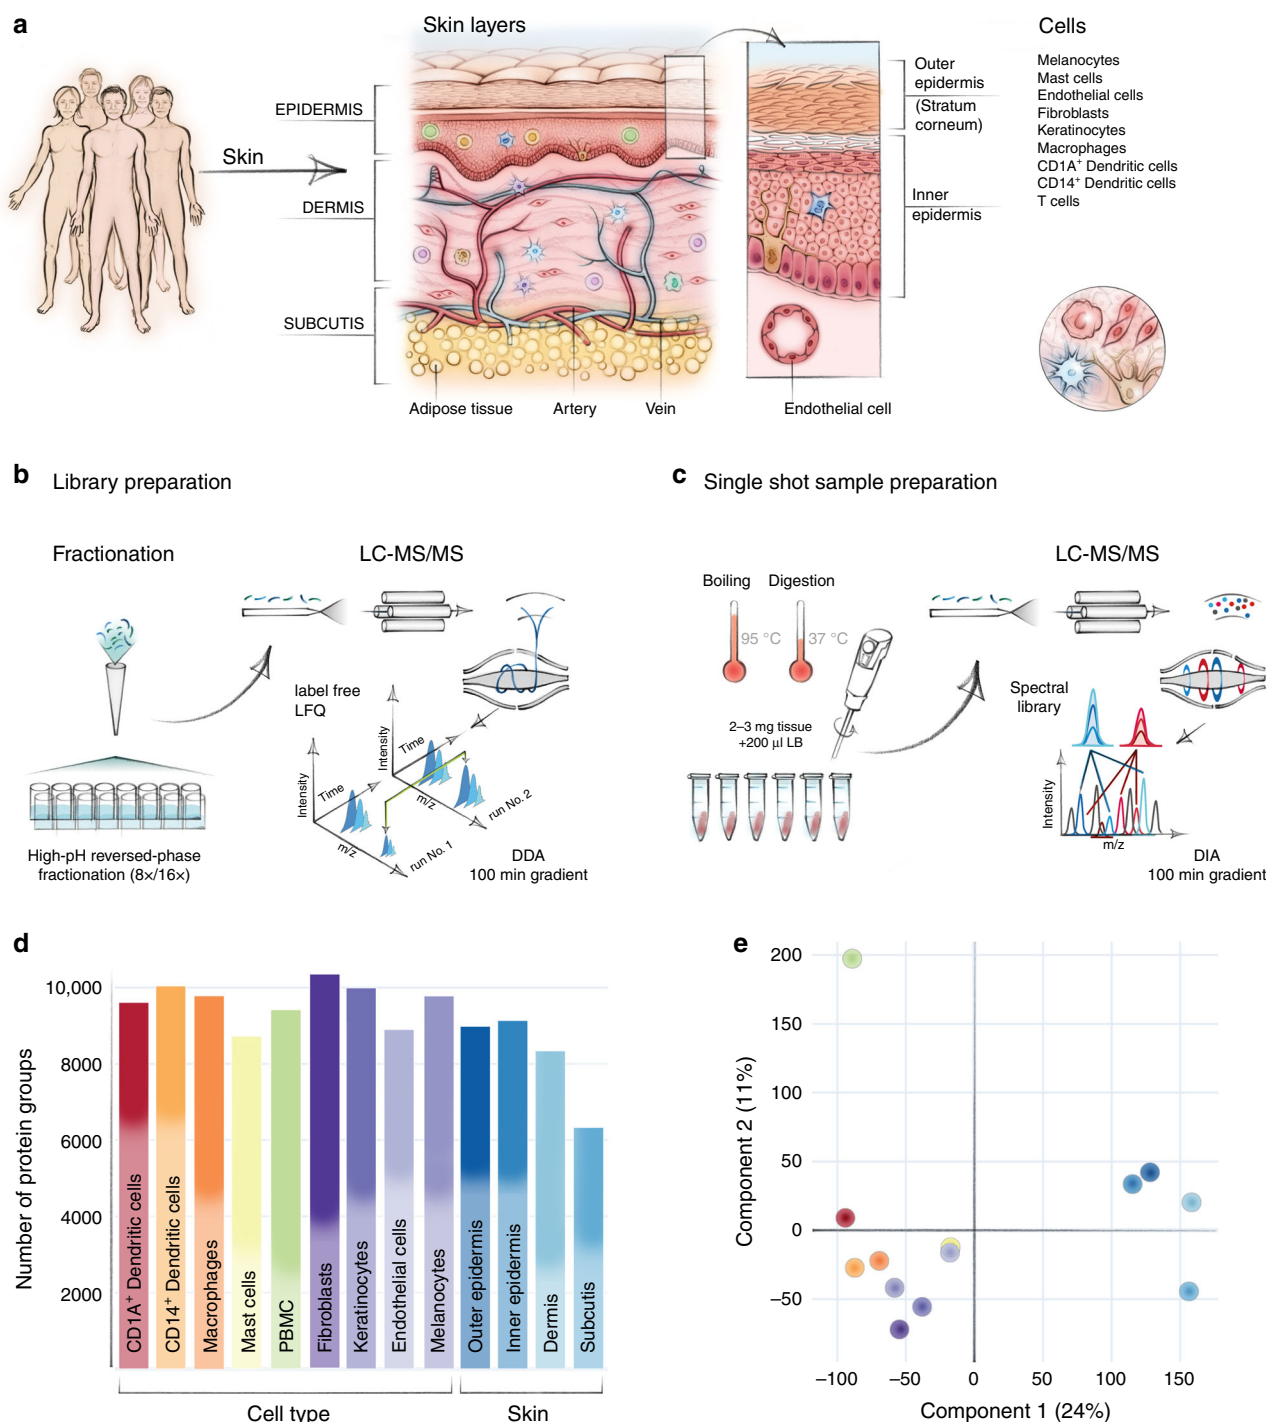 a
Skin layers
Cells
Skin
EPIDERMIS
DERMIS
SUBCUTIS
Adipose tissue
Artery
Vein
Endothelial cell
Outer
epidermis
(Stratum
corneum)
Inner
epidermis
Melanocytes
Mast cells
Endothelial cells
Fibroblasts
Keratinocytes
Macrophages
CD1A⁺ Dendritic cells
CD14⁺ Dendritic cells
T cells
b Library preparation
Fractionation
LC-MS/MS
label free
LFQ
Intensity
Time
m/z
run No. 1
Intensity
Time
m/z
run No. 2
High-pH reversed-phase
fractionation (8×/16×)
DDA
100 min gradient
c Single shot sample preparation
LC-MS/MS
Boiling
Digestion
95 °C
37 °C
2–3 mg tissue
+200 µl LB
Spectral
library
Intensity
m/z
DIA
100 min gradient
d
Number of protein groups
10,000
8000
6000
4000
2000
CD1A⁺ Dendritic cells
CD14⁺ Dendritic cells
Macrophages
Mast cells
PBMC
Fibroblasts
Keratinocytes
Endothelial cells
Melanocytes
Outer epidermis
Inner epidermis
Dermis
Subcutis
Cell type
Skin
e
Component 2 (11%)
200
150
100
50
0
–50
–100
–50
0
50
100
150
Component 1 (24%)